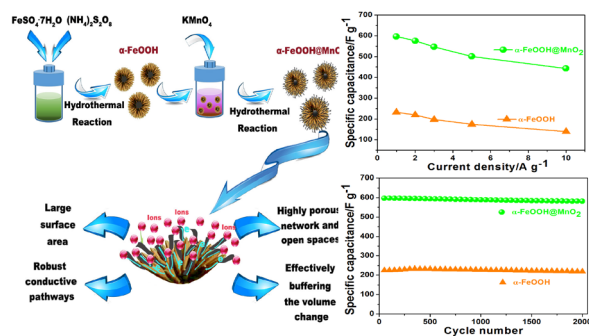 FeSO₄·7H₂O (NH₄)₂S₂O₈
KMnO₄
α-FeOOH
α-FeOOH@MnO
Hydrothermal
Reaction
Hydrothermal
Reaction
Large
surface
area
Robust
conductive
pathways
Ions
Ions
Ions
Highly porous
network and
open spaces
Effectively
buffering
the volume
change
Specific capacitance/F g⁻¹
700
600
500
400
300
200
100
α-FeOOH@MnO₂
α-FeOOH
0
2
4
6
8
10
Current density/A g⁻¹
Specific capacitance/F g⁻¹
700
600
500
400
300
200
100
0
α-FeOOH@MnO₂
α-FeOOH
0
500
1000
1500
2000
Cycle number